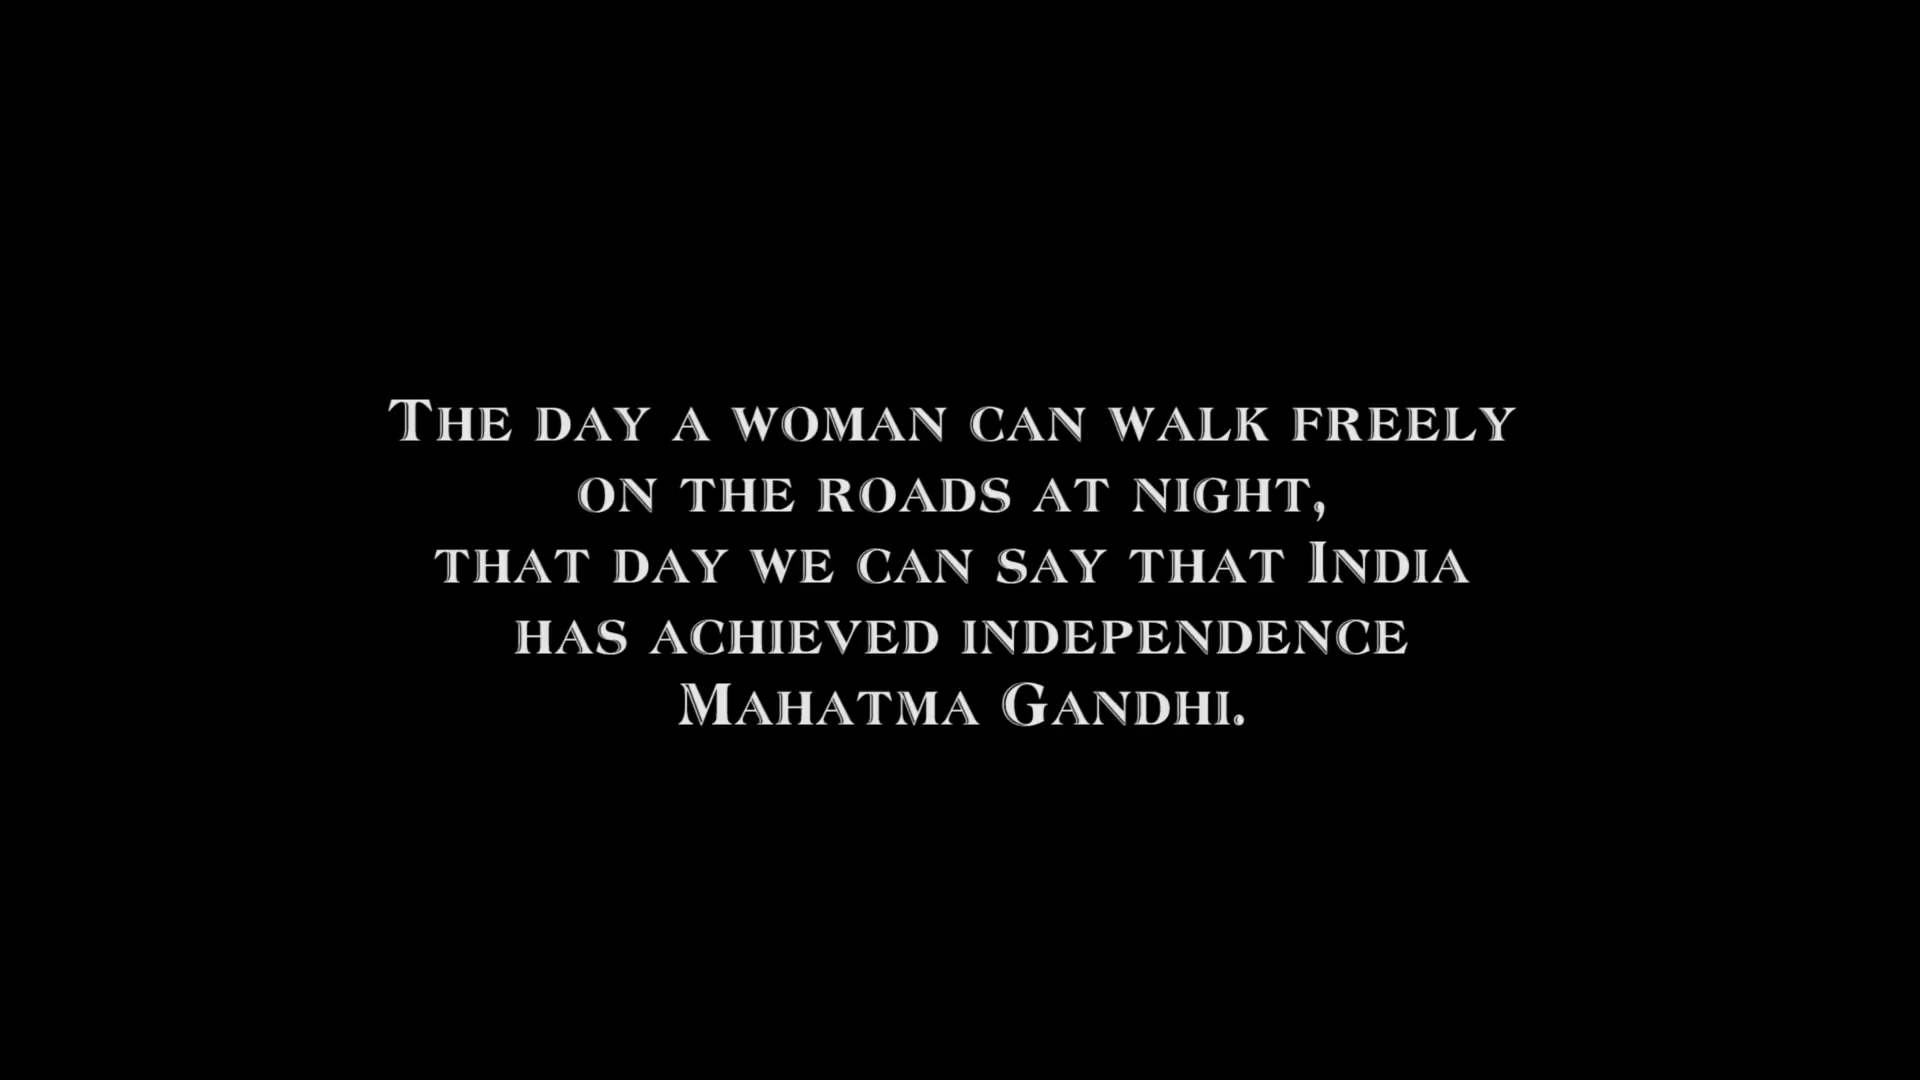 The day a woman can walk freely
on the roads at night,
that day we can say that India
has achieved independence
Mahatma Gandhi.